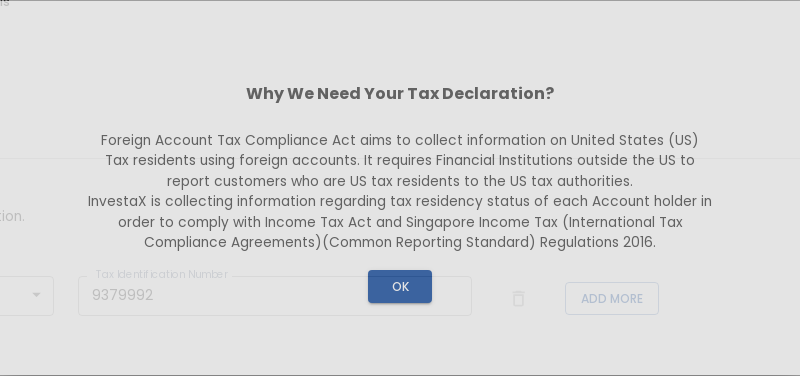 Why We Need Your Tax Declaration?
Foreign Account Tax Compliance Act aims to collect information on United States (US)
Tax residents using foreign accounts. It requires Financial Institutions outside the US to
report customers who are US tax residents to the US tax authorities.
InvestaX is collecting information regarding tax residency status of each Account holder in
order to comply with Income Tax Act and Singapore Income Tax (International Tax
Compliance Agreements)(Common Reporting Standard) Regulations 2016.
tion.
Tax Identification Number
9379992
OK
ADD MORE